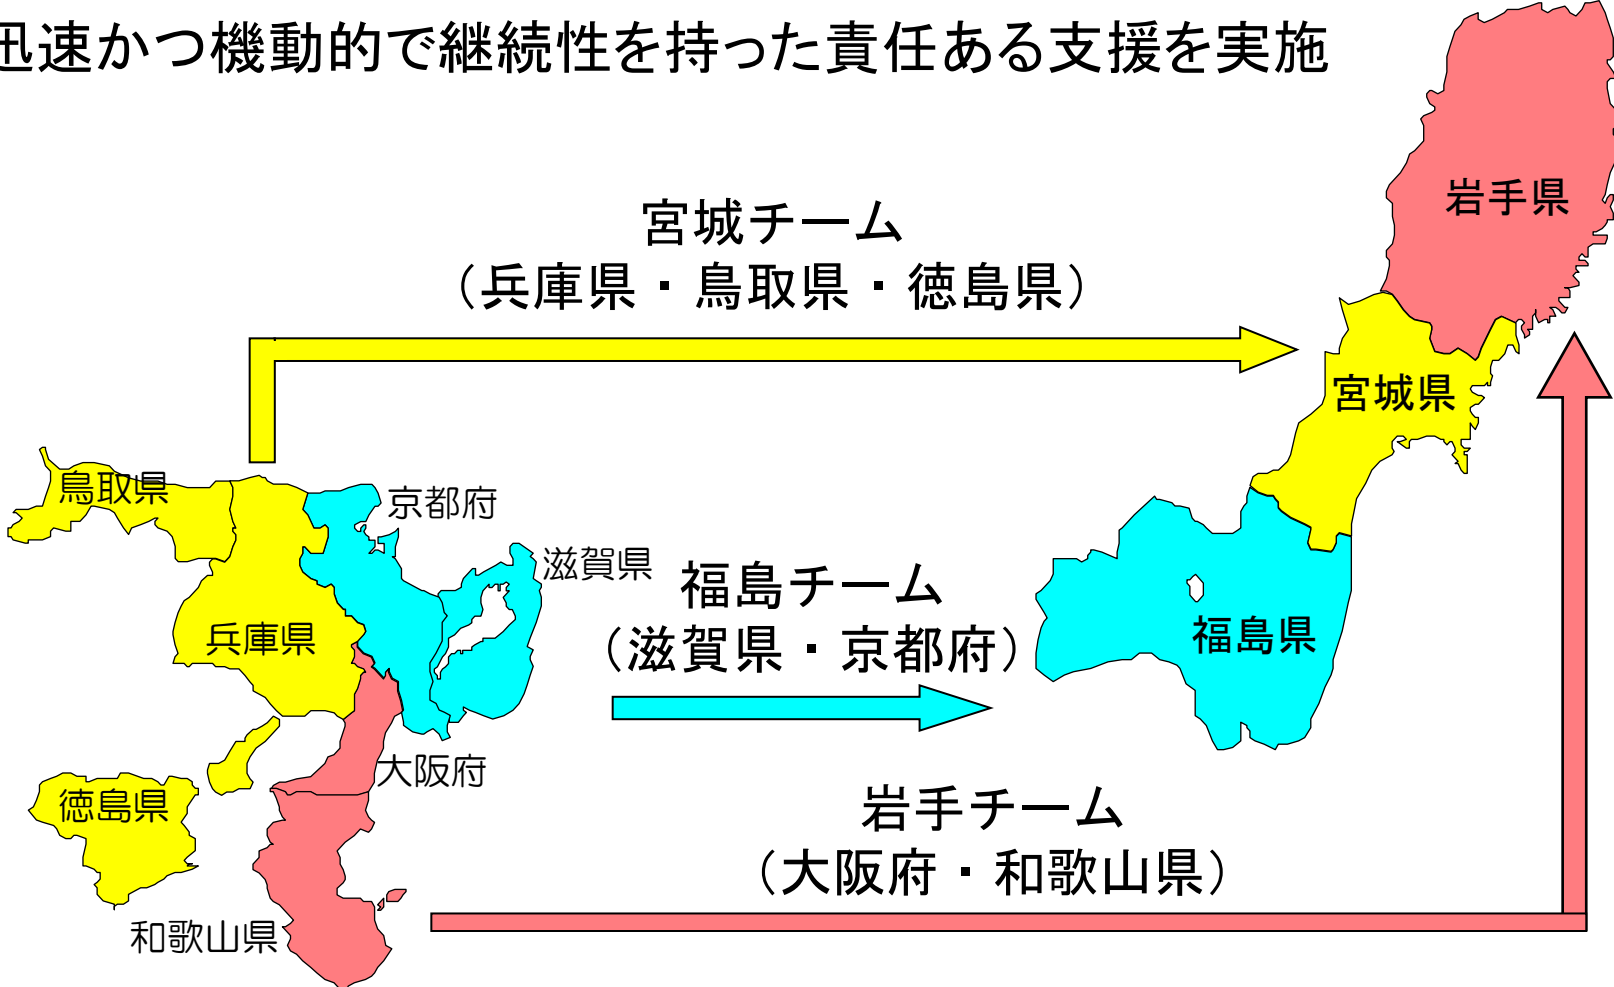 迅速かつ機動的で継続性を持った責任ある支援を実施
岩手県
宮城チーム
（兵庫県・鳥取県・徳島県）
宮城県
鳥取県
京都府
滋賀県
福島チーム
（滋賀県・京都府）
福島県
兵庫県
大阪府
徳島県
岩手チーム
（大阪府・和歌山県）
和歌山県